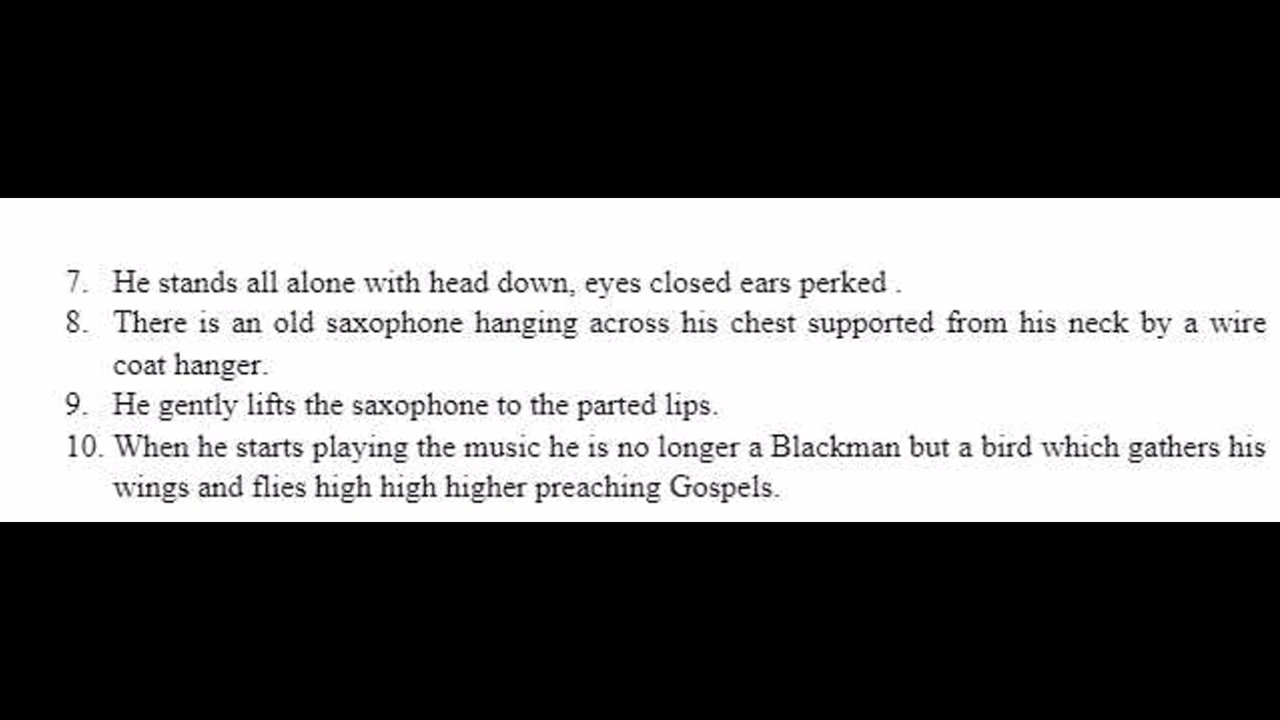 7. He stands all alone with head down, eyes closed ears perked .
8. There is an old saxophone hanging across his chest supported from his neck by a wire
coat hanger.
9. He gently lifts the saxophone to the parted lips.
10. When he starts playing the music he is no longer a Blackman but a bird which gathers his
wings and flies high high higher preaching Gospels.